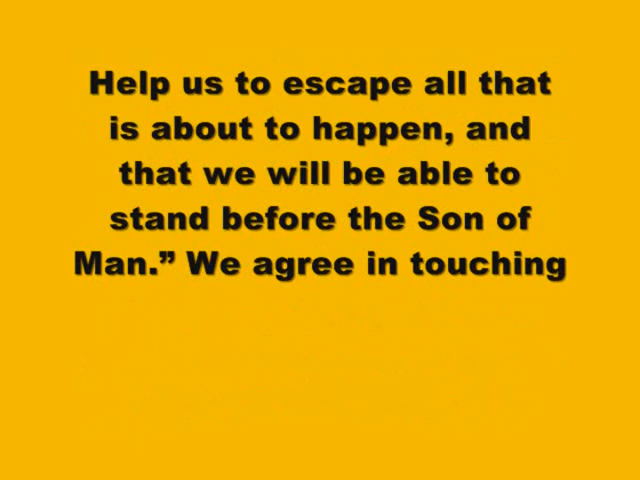 Help us to escape all that
is about to happen, and
that we will be able to
stand before the Son of
Man.” We agree in touching